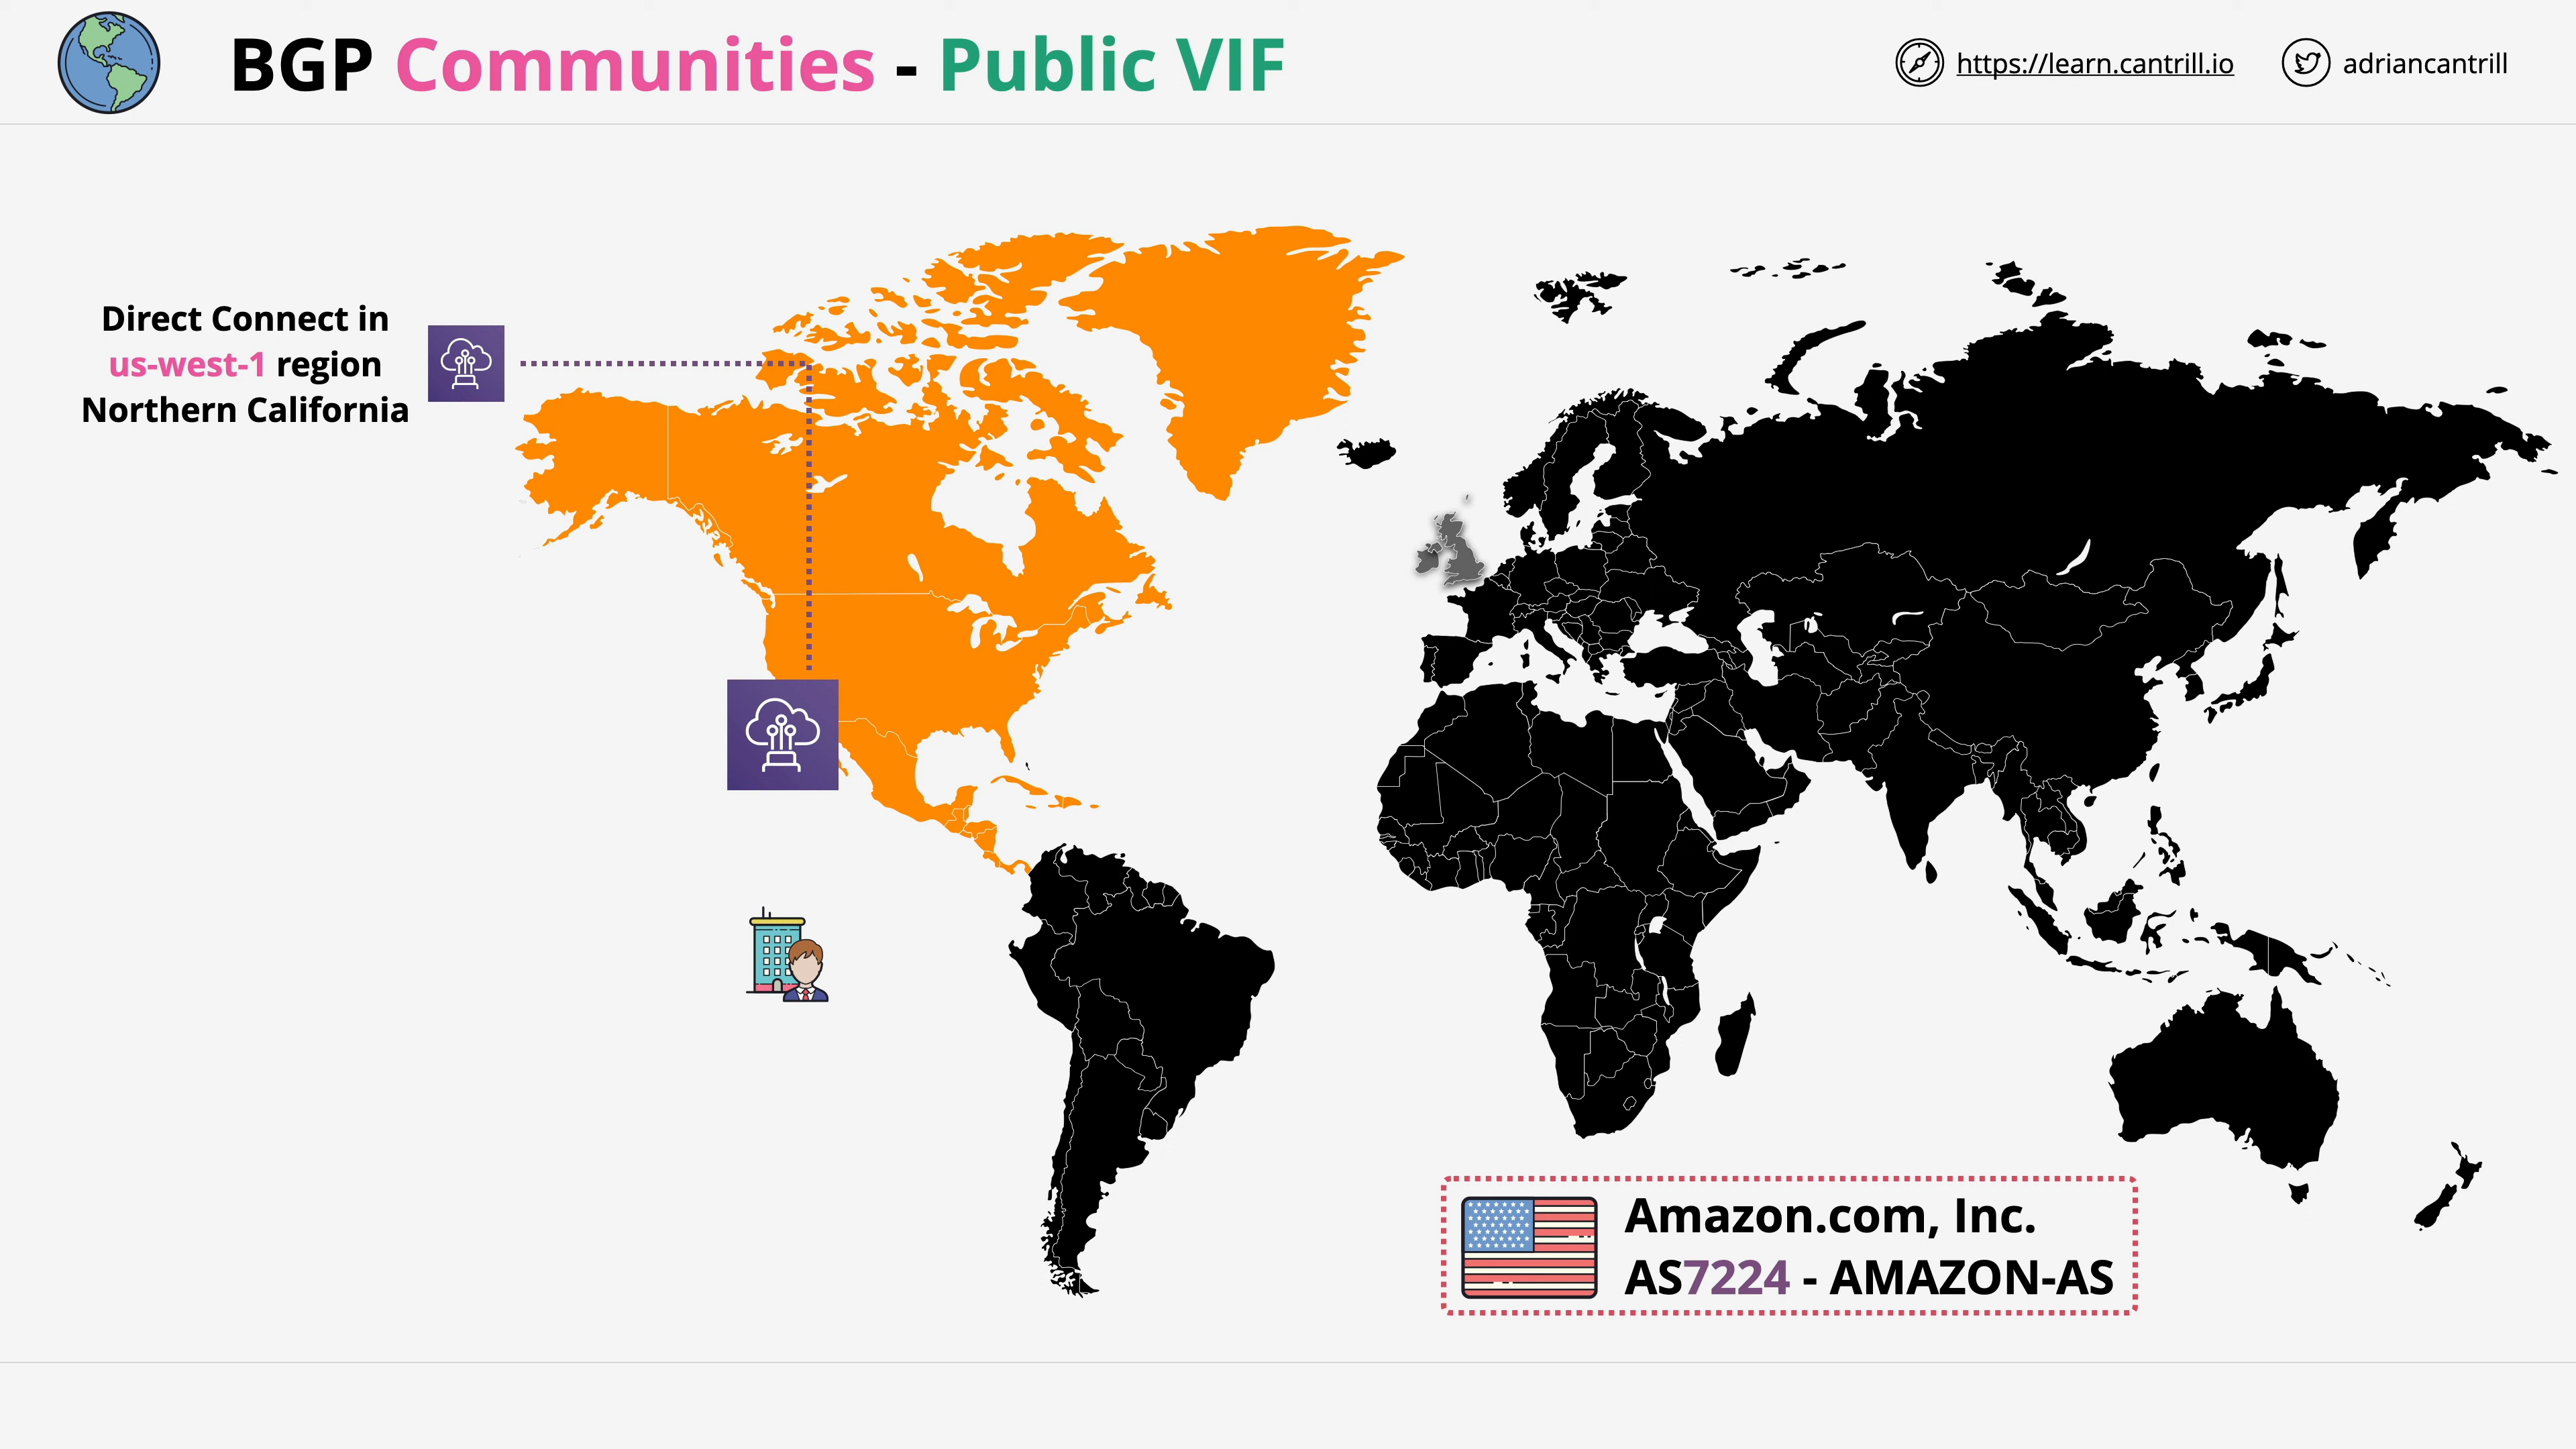 BGP Communities - Public VIF
https://learn.cantrill.io
adriancantrill
Direct Connect in
us-west-1 region
Northern California
Amazon.com, Inc.
AS7224 - AMAZON-AS